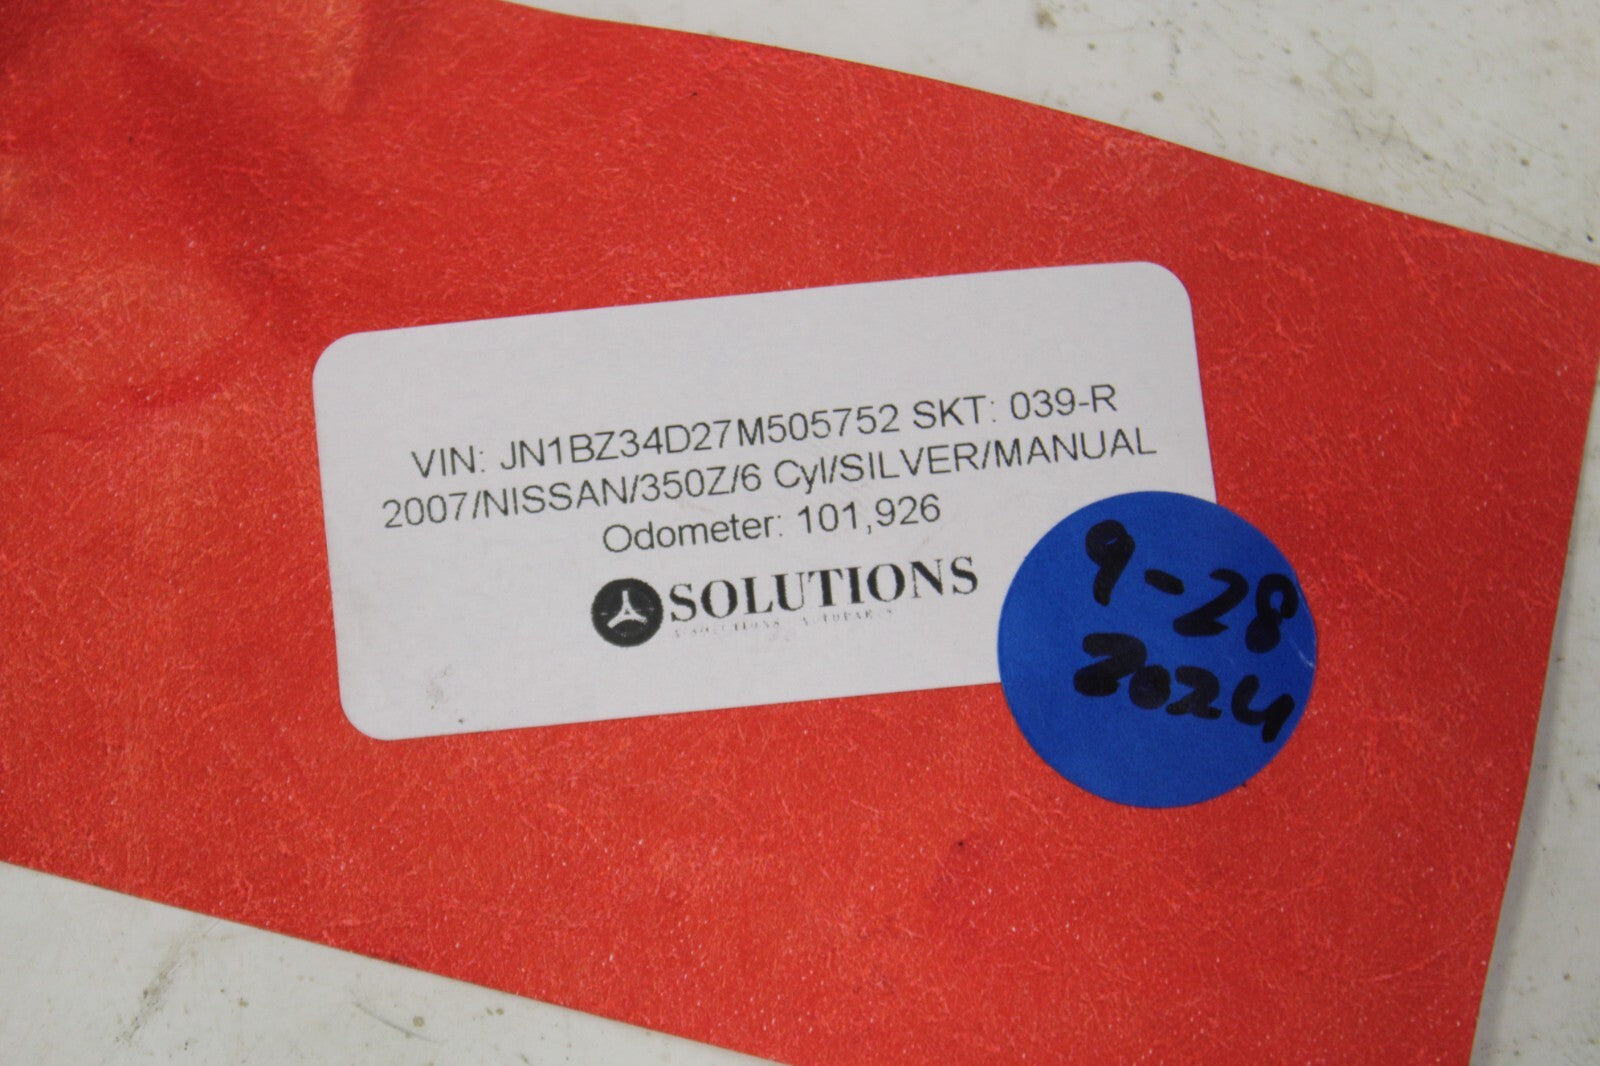 VIN: JN1BZ34D27M505752 SKT: 039-R
2007/NISSAN/350Z/6 Cyl/SILVER/MANUAL
Odometer: 101,926
SOLUTIONS
9-28
2024